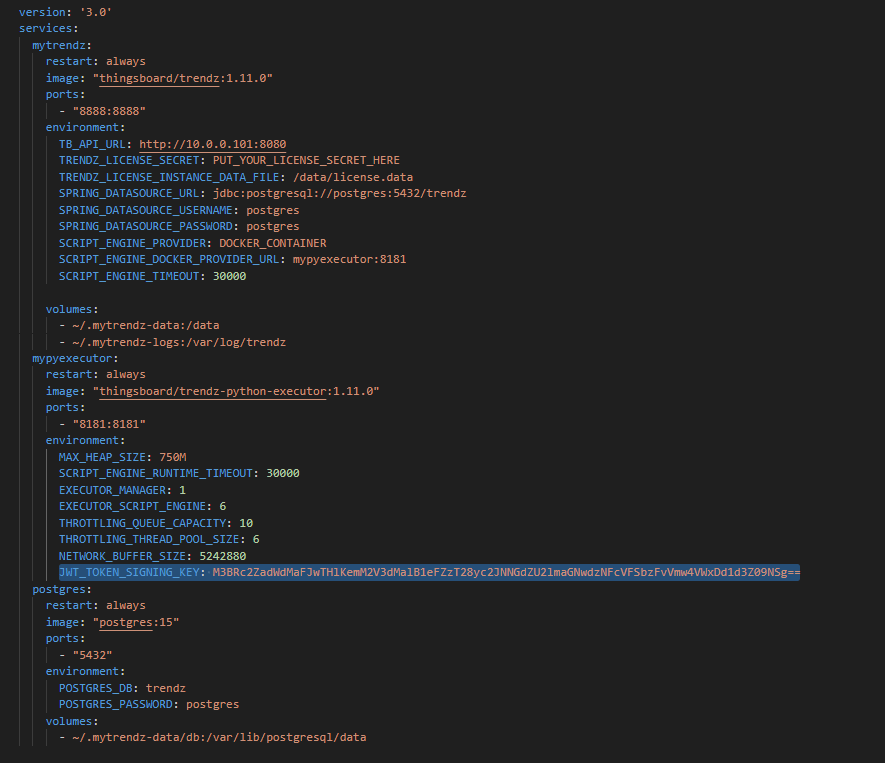 version: '3.0'
services:
  mytrendz:
    restart: always
    image: "thingsboard/trendz:1.11.0"
    ports:
      - "8888:8888"
    environment:
      TB_API_URL: http://10.0.0.101:8080
      TRENDZ_LICENSE_SECRET: PUT_YOUR_LICENSE_SECRET_HERE
      TRENDZ_LICENSE_INSTANCE_DATA_FILE: /data/license.data
      SPRING_DATASOURCE_URL: jdbc:postgresql://postgres:5432/trendz
      SPRING_DATASOURCE_USERNAME: postgres
      SPRING_DATASOURCE_PASSWORD: postgres
      SCRIPT_ENGINE_PROVIDER: DOCKER_CONTAINER
      SCRIPT_ENGINE_DOCKER_PROVIDER_URL: mypyexecutor:8181
      SCRIPT_ENGINE_TIMEOUT: 30000
    volumes:
      - ~/.mytrendz-data:/data
      - ~/.mytrendz-logs:/var/log/trendz
  mypyexecutor:
    restart: always
    image: "thingsboard/trendz-python-executor:1.11.0"
    ports:
      - "8181:8181"
    environment:
      MAX_HEAP_SIZE: 750M
      SCRIPT_ENGINE_RUNTIME_TIMEOUT: 30000
      EXECUTOR_MANAGER: 1
      EXECUTOR_SCRIPT_ENGINE: 6
      THROTTLING_QUEUE_CAPACITY: 10
      THROTTLING_THREAD_POOL_SIZE: 6
      NETWORK_BUFFER_SIZE: 5242880
      JWT_TOKEN_SIGNING_KEY:
  postgres:
    restart: always
    image: "postgres:15"
    ports:
      - "5432"
    environment:
      POSTGRES_DB: trendz
      POSTGRES_PASSWORD: postgres
    volumes:
      - ~/.mytrendz-data/db:/var/lib/postgresql/data